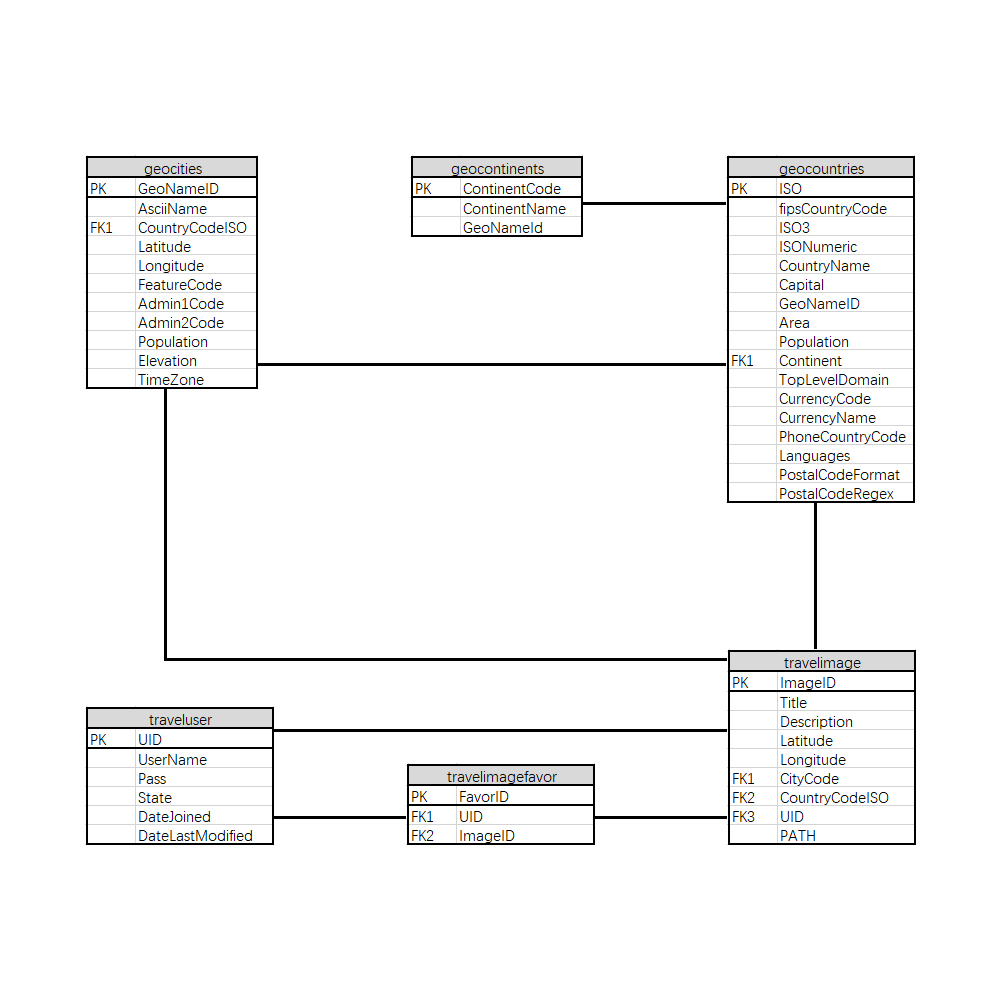 geocities
PK GeoNameID
AsciiName
FK1 CountryCodeISO
Latitude
Longitude
FeatureCode
Admin1Code
Admin2Code
Population
Elevation
TimeZone
geocontinents
PK ContinentCode
ContinentName
GeoNameId
geocountries
PK ISO
fipsCountryCode
ISO3
ISONumeric
CountryName
Capital
GeoNameID
Area
Population
FK1 Continent
TopLevelDomain
CurrencyCode
CurrencyName
PhoneCountryCode
Languages
PostalCodeFormat
PostalCodeRegex
traveluser
PK UID
UserName
Pass
State
DateJoined
DateLastModified
travelimagefavor
PK FavorID
FK1 UID
FK2 ImageID
travelimage
PK ImageID
Title
Description
Latitude
Longitude
FK1 CityCode
FK2 CountryCodeISO
FK3 UID
PATH